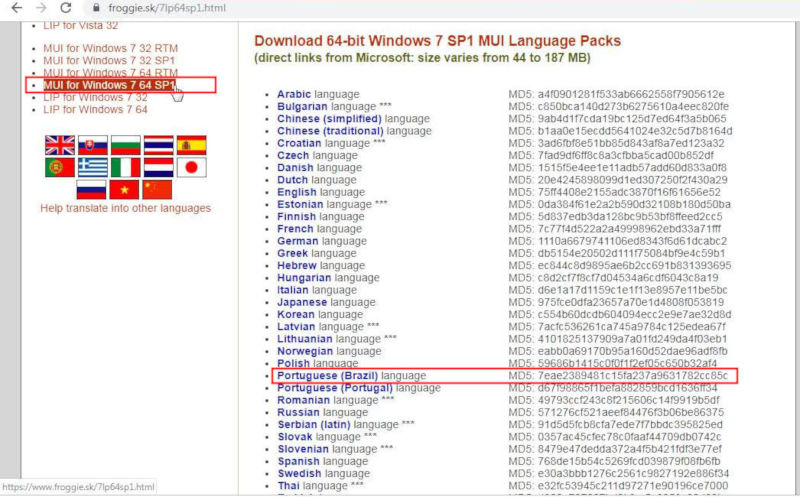 froggie.sk/7lp64sp1.html
LIP for Vista 32
MUI for Windows 7 32 RTM
MUI for Windows 7 32 SP1
MUI for Windows 7 64 RTM
MUI for Windows 7 64 SP1
LIP for Windows 7 32
LIP for Windows 7 64
Help translate into other languages
Download 64-bit Windows 7 SP1 MUI Language Packs
(direct links from Microsoft: size varies from 44 to 187 MB)
Arabic language MD5: a4f0901281f533ab6662558f7905612e
Bulgarian language *** MD5: c850bca140d273b6275610a4eec820fe
Chinese (simplified) language MD5: 9ab4d1f7cda19bc125d7ed64f3a5b065
Chinese (traditional) language MD5: b1aa0e15ecdd5641024e32c5d7b8164d
Croatian language *** MD5: 3ad6fbf8e51bb85d843af8a7ed123a32
Czech language MD5: 7fad9df6ff8c8a3cfbba5cad00b852df
Danish language MD5: 1515f5e4ee1e11adb57add60d833a0f8
Dutch language MD5: 20e4245898099d1ed307250f2f430a29
English language MD5: 75ff4408e2155adc3870f16f61656e52
Estonian language *** MD5: 0da384f61e2a2b590d32108b180d50ba
Finnish language MD5: 5d837edb3da128bc9b53bf8ffeed2cc5
French language MD5: 7c77f4d522a2a49998962ebd33a71fff
German language MD5: 1110a6679741106ed8343f6d61dcabc2
Greek language MD5: db5154e20502d111f75084bf9e4c59b1
Hebrew language MD5: ec844c8d9895ae6b2cc691b831393695
Hungarian language MD5: c8d2cf7f8cf7d04534a6cdf6043c8a19
Italian language MD5: d6e1a17d1159c1e1f13e8957e11be5bc
Japanese language MD5: 975fce0dfa23657a70e1d4808f053819
Korean language MD5: c554b60dcdb604094ecc2e9e7ae32d8d
Latvian language *** MD5: 7acfc536261ca745a9784c125edea67f
Lithuanian language *** MD5: 4101825137909a7a01fd249da4f03eb1
Norwegian language MD5: eabb0a69170b95a160d52dae96adf8fb
Polish language MD5: 59686b1415c0f0f1f2ef05c650b32af4
Portuguese (Brazil) language MD5: 7eae2389481c15fa237a9631782cc85c
Portuguese (Portugal) language MD5: d67f98865f1befa882859bcd1636ff34
Romanian language *** MD5: 49793ccf243c8f215606c14f9919b5df
Russian language MD5: 571276cf521aeef84476f3b06be86375
Serbian (latin) language *** MD5: 91d5d5fcb8cfa7ede7f7bbdc395825ed
Slovak language *** MD5: 0357ac45cfec78c0faaf44709db0742c
Slovenian language *** MD5: 8479e47dedda372a4f5b421fdf3e77ef
Spanish language MD5: 768de15b54c5269fcd039879f08fb6fb
Swedish language MD5: e30a3bbb1276c2561c9827192e886f34
Thai language *** MD5: e32fc53945c211d97271e90196ce7000
https://www.froggie.sk/7lp64sp1.html